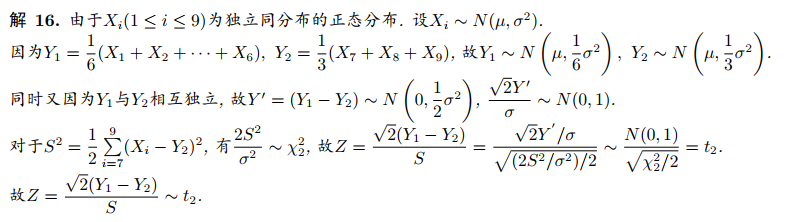 解 16. 由于$X_i(1 \leq i \leq 9)$为独立同分布的正态分布. 设$X_i \sim N(\mu, \sigma^2)$.
因为$Y_1 = \frac{1}{6}(X_1 + X_2 + \cdots + X_6)$, $Y_2 = \frac{1}{3}(X_7 + X_8 + X_9)$, 故$Y_1 \sim N\left(\mu, \frac{1}{6}\sigma^2\right)$, $Y_2 \sim N\left(\mu, \frac{1}{3}\sigma^2\right)$.
同时又因为$Y_1$与$Y_2$相互独立, 故$Y' = (Y_1 - Y_2) \sim N\left(0, \frac{1}{2}\sigma^2\right)$, $\frac{\sqrt{2}Y'}{\sigma} \sim N(0, 1)$.
对于$S^2 = \frac{1}{2}\sum_{i=7}^{9}(X_i - Y_2)^2$, 有$\frac{2S^2}{\sigma^2} \sim \chi_2^2$, 故$Z = \frac{\sqrt{2}(Y_1 - Y_2)}{S} = \frac{\sqrt{2}Y'/\sigma}{\sqrt{(2S^2/\sigma^2)/2}} \sim \frac{N(0, 1)}{\sqrt{\chi_2^2/2}} = t_2$.
故$Z = \frac{\sqrt{2}(Y_1 - Y_2)}{S} \sim t_2$.